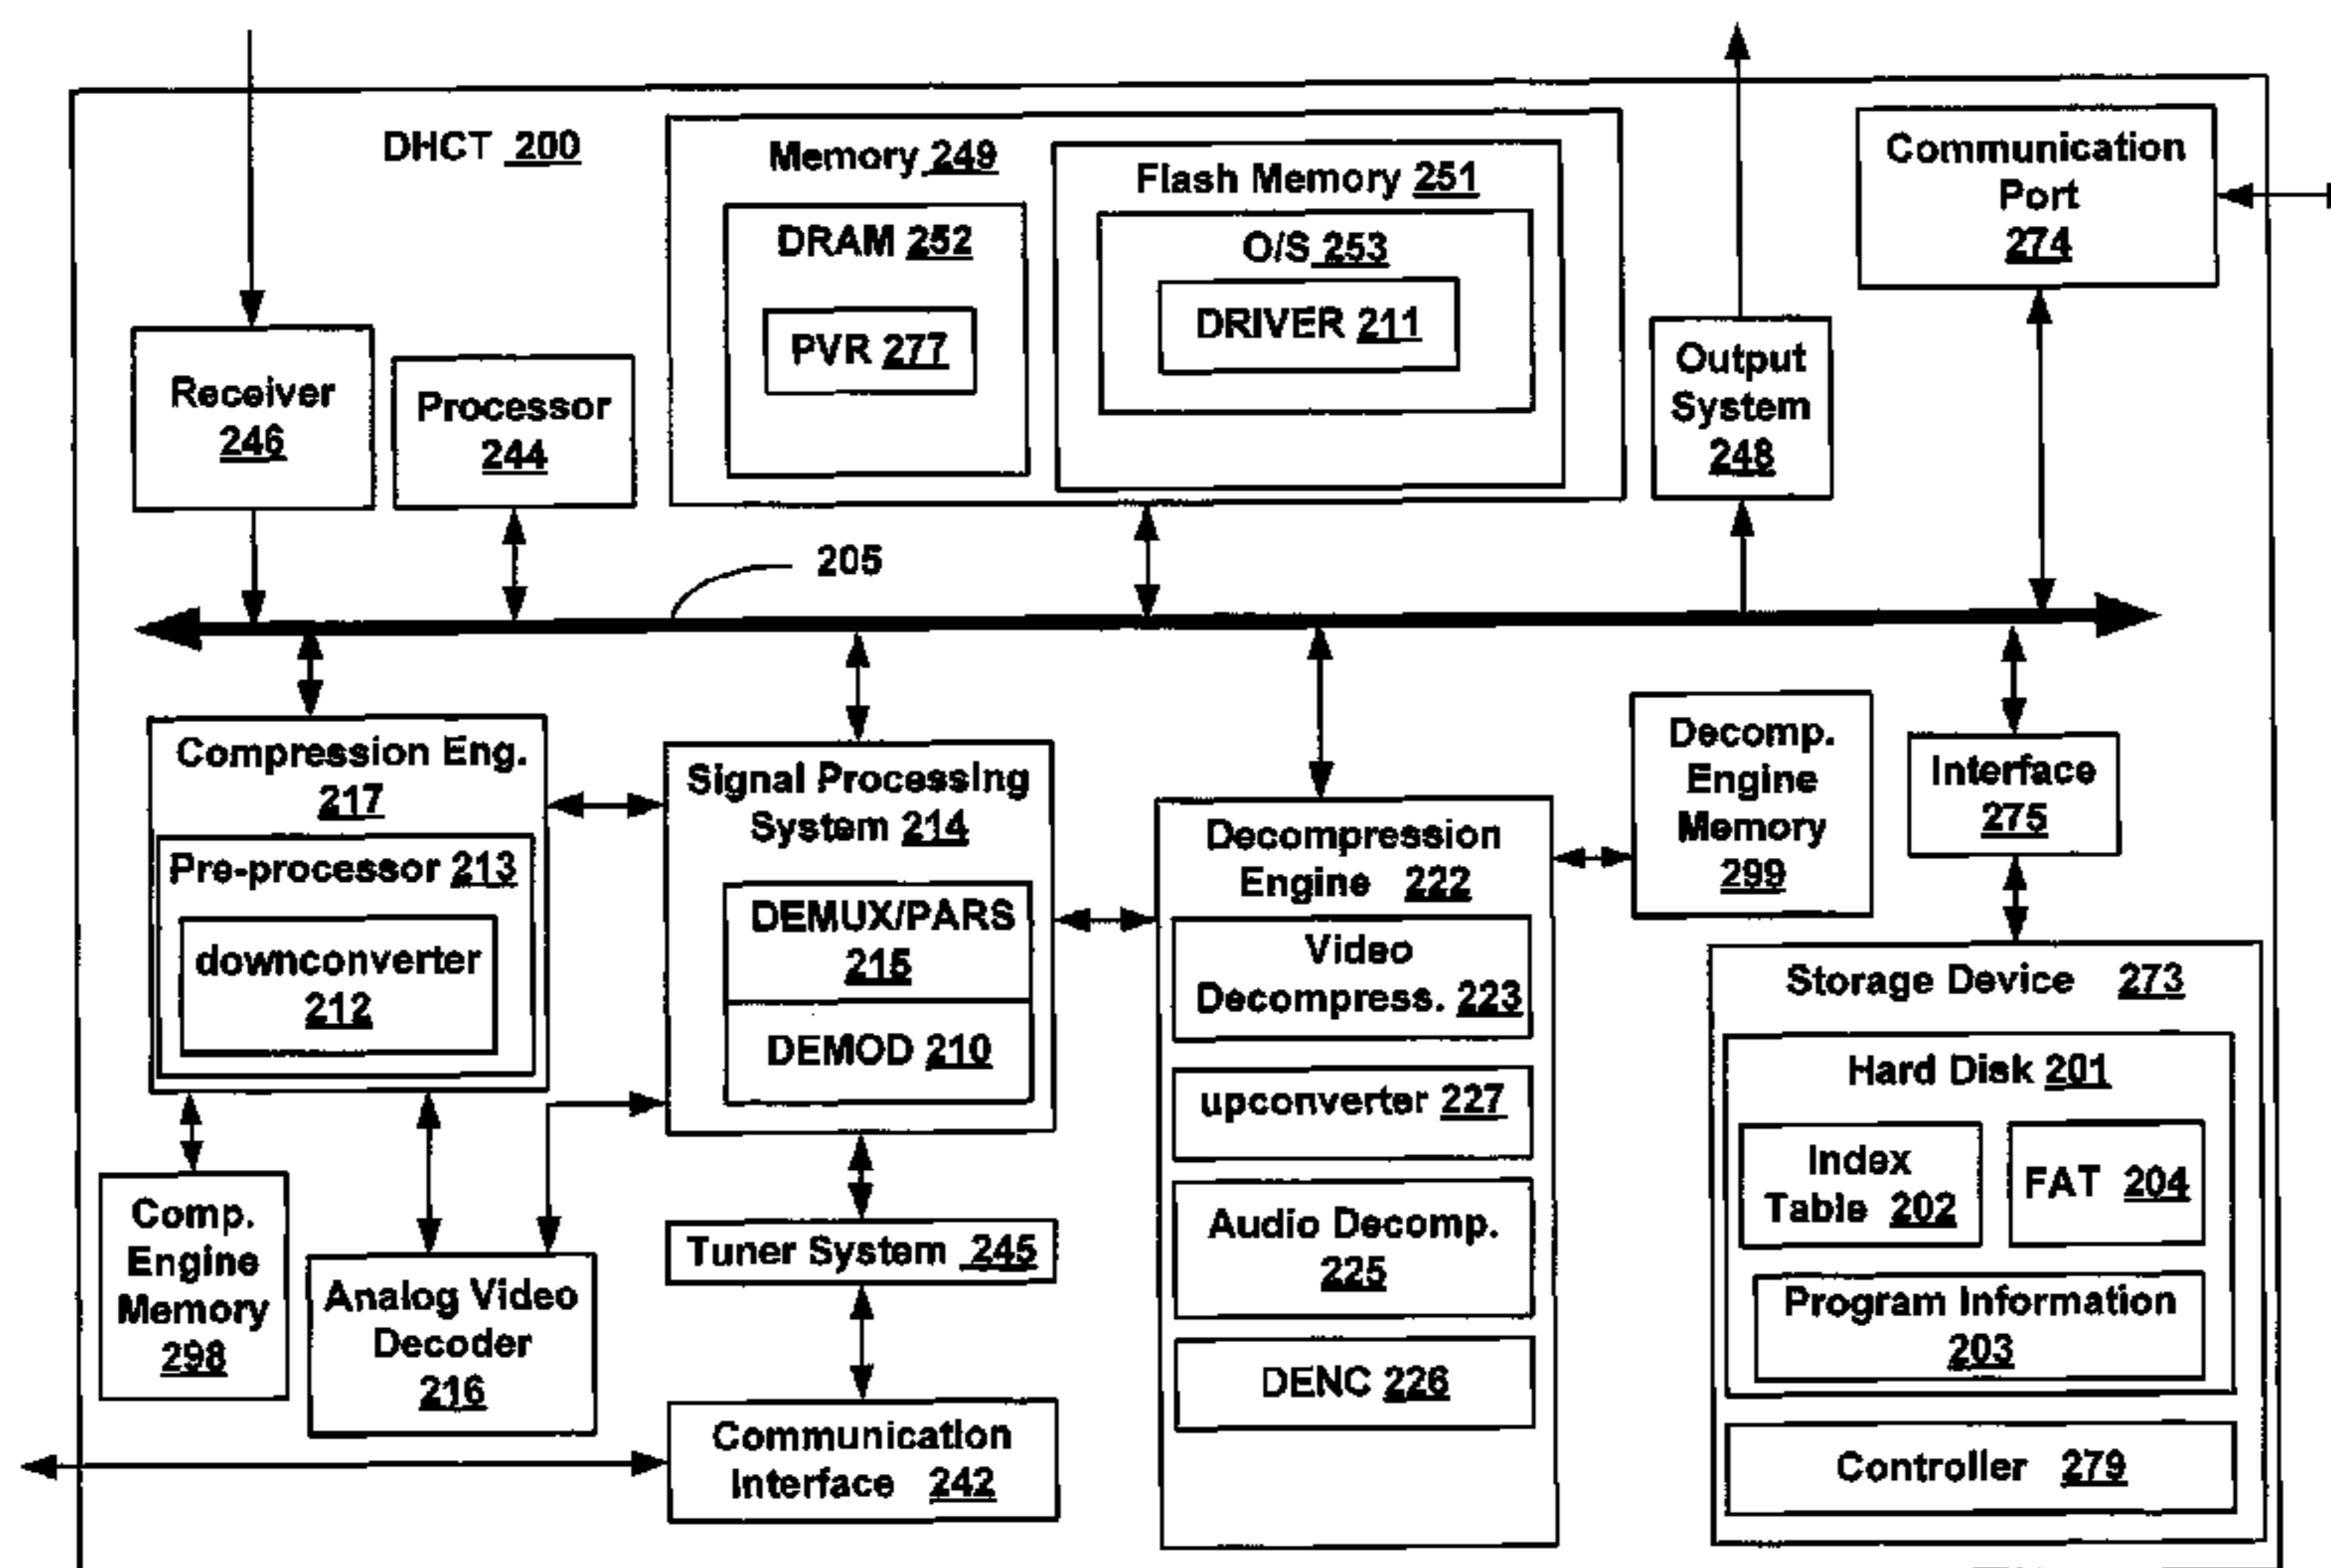 DHCT 200
Memory 249
Flash Memory 251
DRAM 252
O/S 253
PVR 277
DRIVER 211
Communication
Port
274
Receiver
246
Processor
244
Output
System
248
205
Compression Eng.
217
Pre-processor 213
downconverter
212
Signal Processing
System 214
DEMUX/PARS
215
DEMOD 210
Decompression
Engine 222
Video
Decompress. 223
upconverter 227
Audio Decomp.
225
DENC 226
Decomp.
Engine
Memory
299
Interface
275
Storage Device 273
Hard Disk 201
Index
Table 202
FAT 204
Program Information
203
Controller 279
Comp.
Engine
Memory
298
Analog Video
Decoder
216
Tuner System 245
Communication
Interface 242